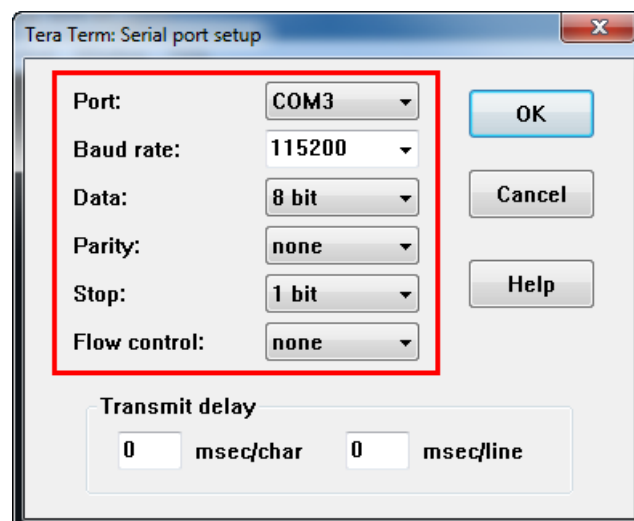 Tera Term: Serial port setup
x
Port: COM3
OK
Baud rate: 115200
Data: 8 bit
Cancel
Parity: none
Stop: 1 bit
Help
Flow control: none
Transmit delay
0 msec/char 0 msec/line